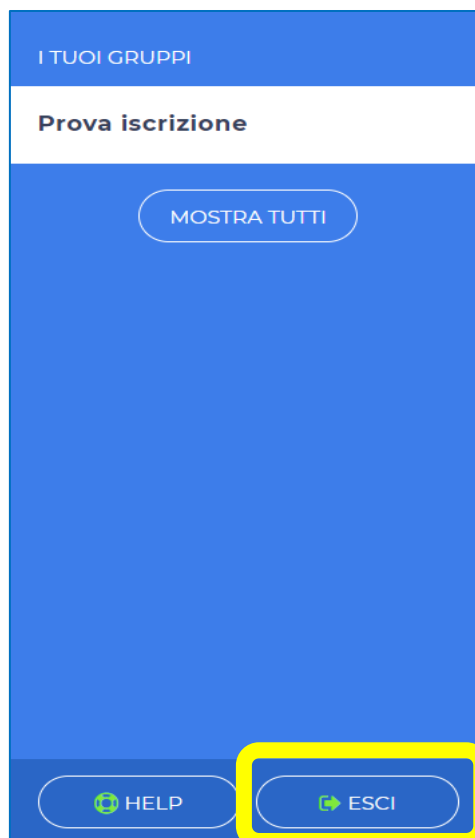 I TUOI GRUPPI
Prova iscrizione
MOSTRA TUTTI
HELP
ESCI